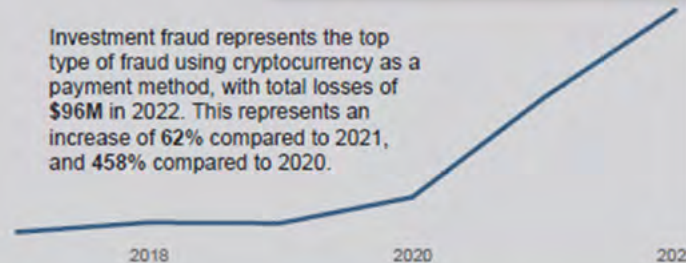 Investment fraud represents the top
type of fraud using cryptocurrency as a
payment method, with total losses of
$96M in 2022. This represents an
increase of 62% compared to 2021,
and 458% compared to 2020.
2018
2020
202